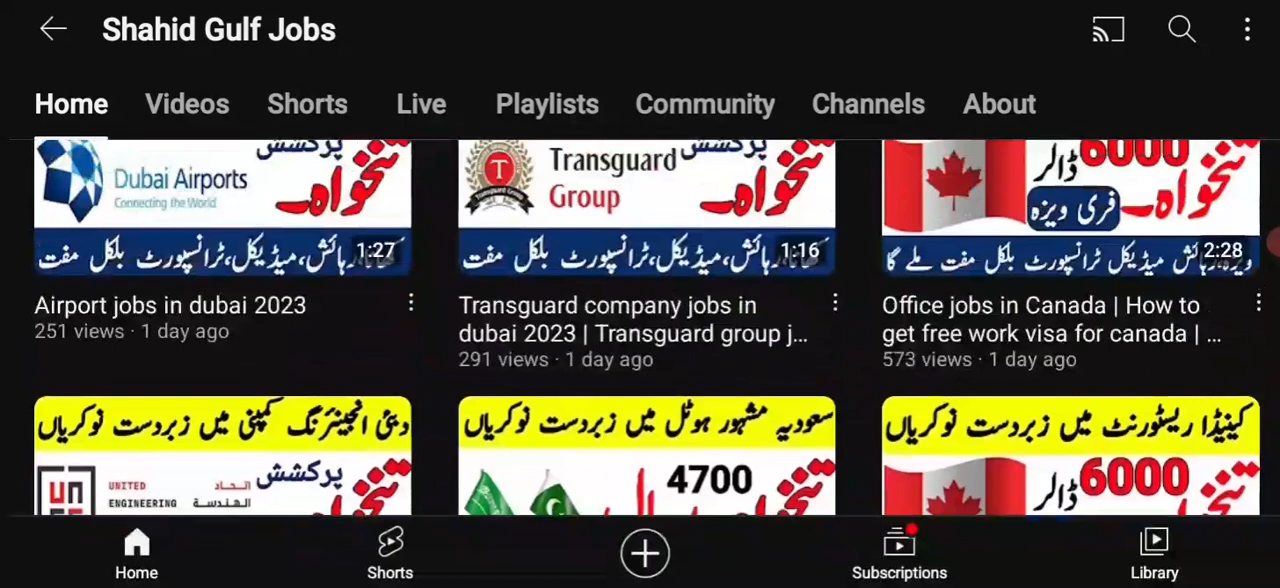 Shahid Gulf Jobs
Home Videos Shorts Live Playlists Community Channels About
Dubai Airports
Connecting the World
پرکشش
تنخواہ
رہائش،میڈیکل،ٹرانسپورٹ بلکل مفت
1:27
Airport jobs in dubai 2023
251 views · 1 day ago
T
Transguard
Group
پرکشش
تنخواہ
رہائش،میڈیکل،ٹرانسپورٹ بلکل مفت
1:16
Transguard company jobs in
dubai 2023 | Transguard group j...
291 views · 1 day ago
6000
ڈالر
تنخواہ
فری ویزہ
ویزہ،رہائش میڈیکل ٹرانسپورٹ بلکل مفت ملے گا
2:28
Office jobs in Canada | How to
get free work visa for canada | ...
573 views · 1 day ago
دبئی انجینئرنگ کمپنی میں زبردست نوکریاں
UNITED
ENGINEERING
اتحاد
الهندسة
پرکشش
تنخواہ
سعودیہ مشہور ہوٹل میں زبردست نوکریاں
4700
ریال
تنخواہ
کینیڈا ریسٹورنٹ میں زبردست نوکریاں
6000
ڈالر
تنخواہ
Home Shorts Subscriptions Library